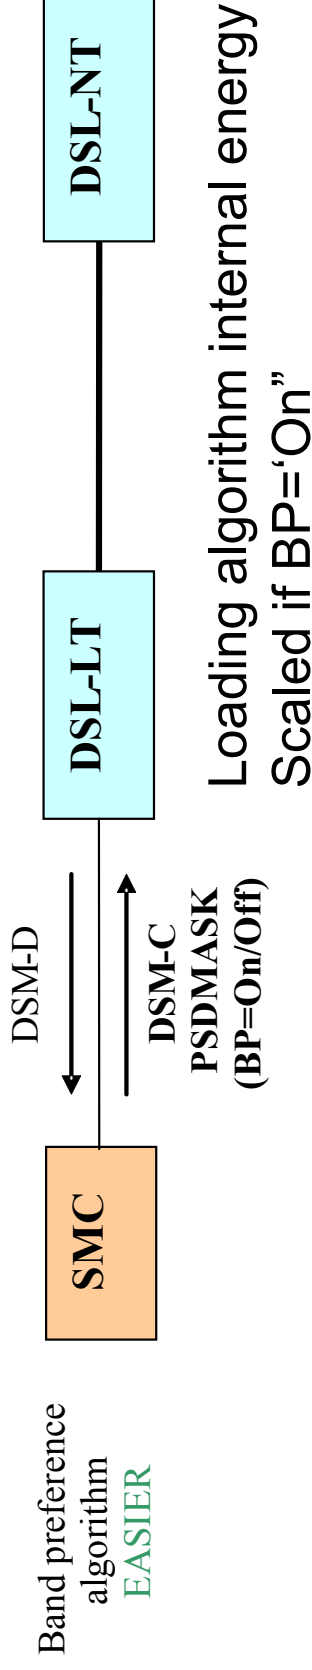 Band preference
algorithm
EASIER
SMC
DSM-D
DSM-C
PSDMASK
(BP=On/Off)
DSL-LT
DSL-NT
Loading algorithm internal energy
Scaled if BP=‘On”